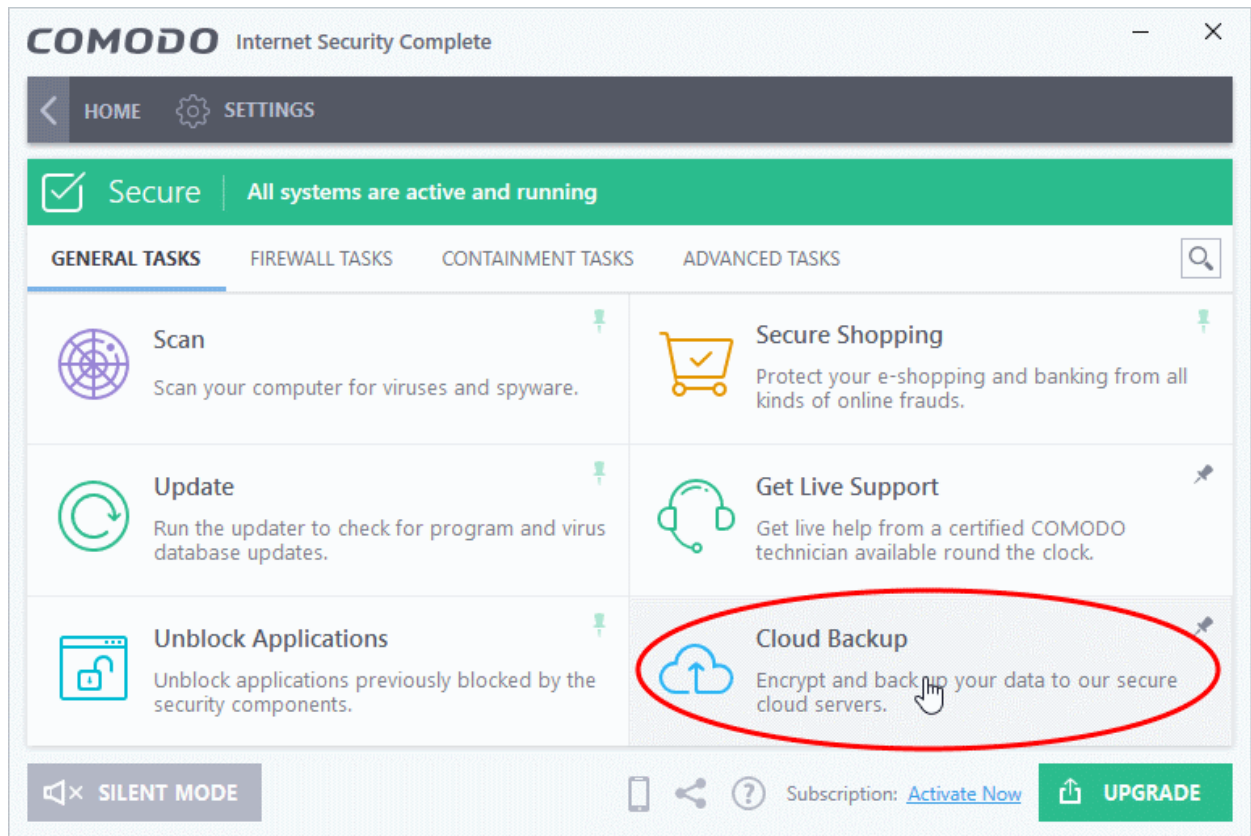 COMODO Internet Security Complete
HOME SETTINGS
Secure All systems are active and running
GENERAL TASKS FIREWALL TASKS CONTAINMENT TASKS ADVANCED TASKS
Scan
Scan your computer for viruses and spyware.
Secure Shopping
Protect your e-shopping and banking from all
kinds of online frauds.
Update
Run the updater to check for program and virus
database updates.
Get Live Support
Get live help from a certified COMODO
technician available round the clock.
Unblock Applications
Unblock applications previously blocked by the
security components.
Cloud Backup
Encrypt and back up your data to our secure
cloud servers.
SILENT MODE ? Subscription: Activate Now UPGRADE